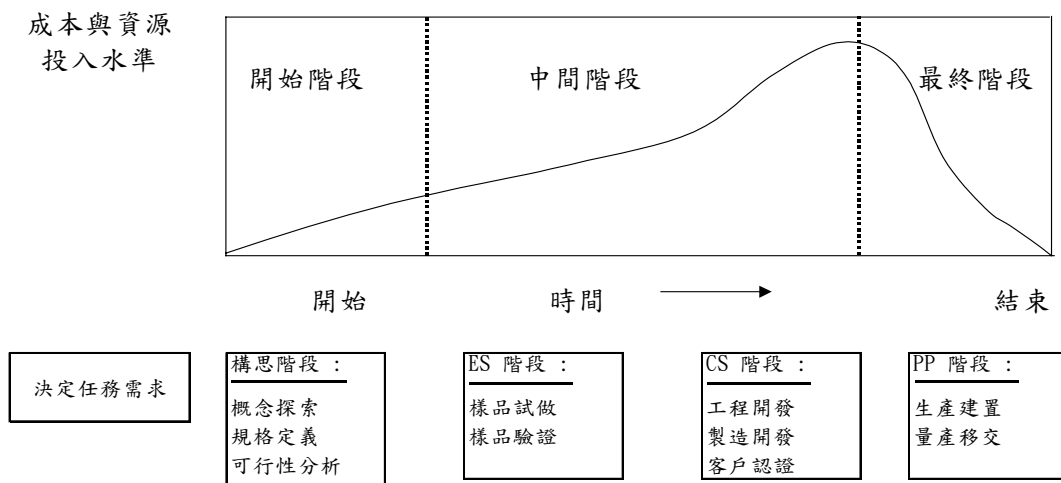 成本與資源
投入水準
開始階段
中間階段
最終階段
開始
時間
結束
決定任務需求
構思階段：
概念探索
規格定義
可行性分析
ES 階段：
樣品試做
樣品驗證
CS 階段：
工程開發
製造開發
客戶認證
PP 階段：
生產建置
量產移交